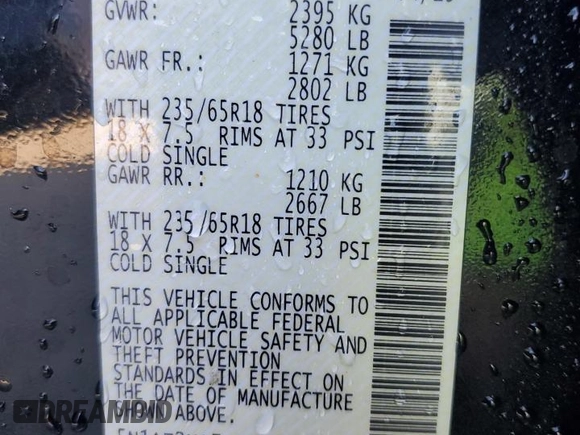 GVWR: 2395 KG
5280 LB
GAWR FR.: 1271 KG
2802 LB
WITH 235/65R18 TIRES
18 X 7.5 RIMS AT 33 PSI
COLD SINGLE
GAWR RR.: 1210 KG
2667 LB
WITH 235/65R18 TIRES
18 X 7.5 RIMS AT 33 PSI
COLD SINGLE
THIS VEHICLE CONFORMS TO
ALL APPLICABLE FEDERAL
MOTOR VEHICLE SAFETY AND
THEFT PREVENTION
STANDARDS IN EFFECT ON
THE DATE OF MANUFACTURE
SHOWN ABOVE.
DREAMBID